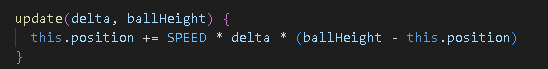 update(delta, ballHeight) {
  this.position += SPEED * delta * (ballHeight - this.position)
}